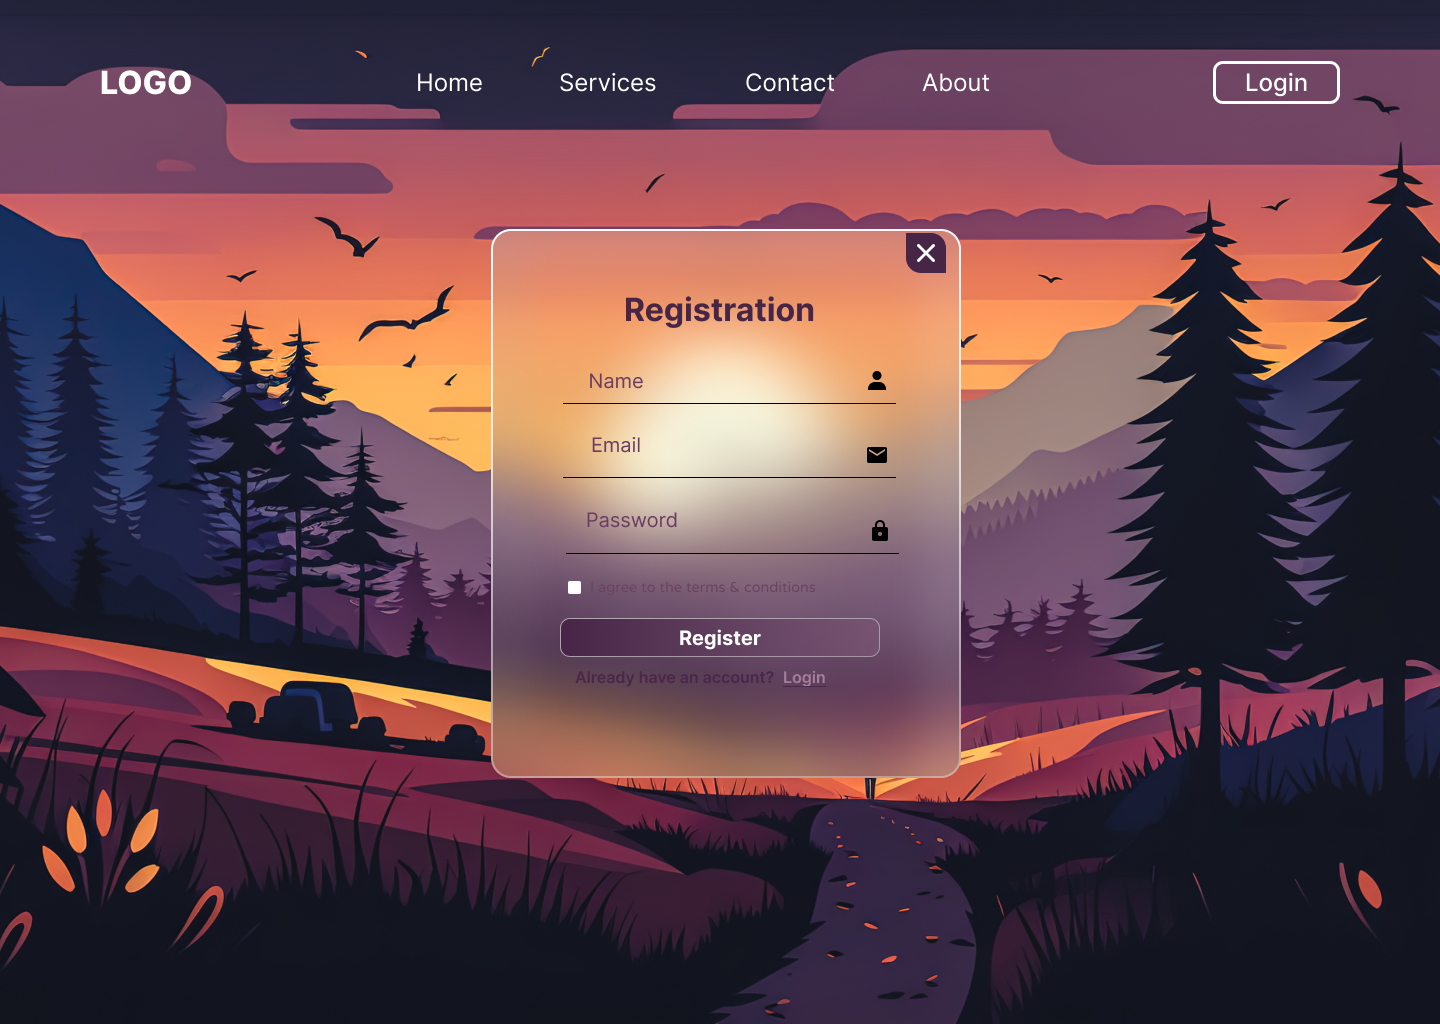 LOGO Home Services Contact About Login
Registration
Name
Email
Password
I agree to the terms & conditions
Register
Already have an account? Login